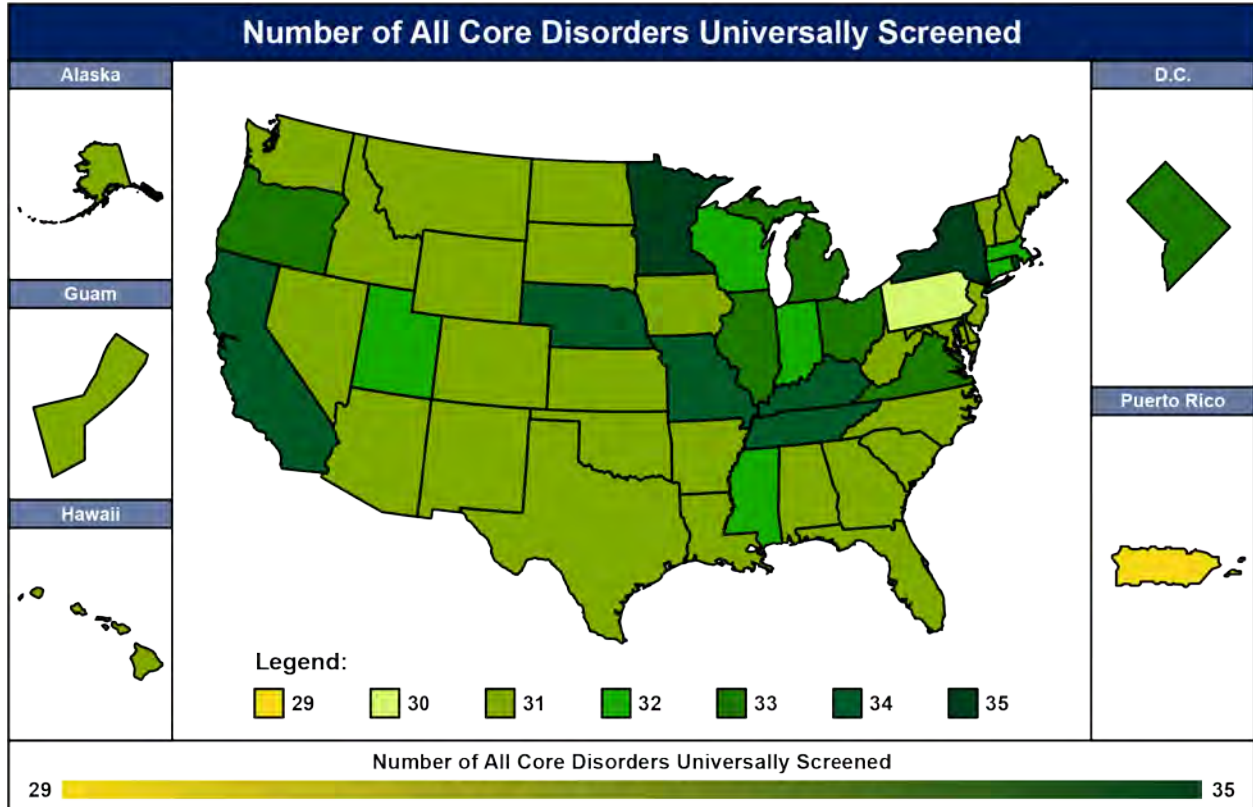 Number of All Core Disorders Universally Screened
Alaska
D.C.
Guam
Puerto Rico
Hawaii
Legend:
29 30 31 32 33 34 35
Number of All Core Disorders Universally Screened
29 35